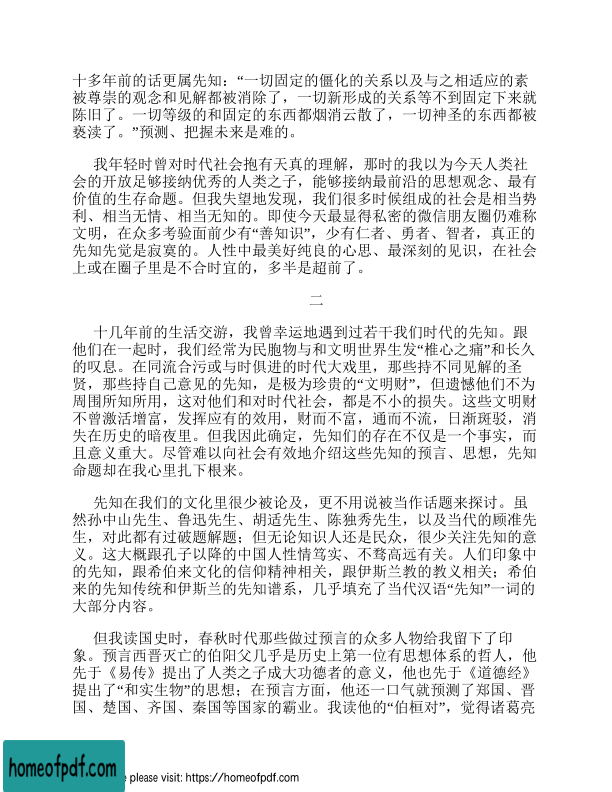 十多年前的话更属先知：“一切固定的僵化的关系以及与之相适应的素
被尊崇的观念和见解都被消除了，一切新形成的关系等不到固定下来就
陈旧了。一切等级的和固定的东西都烟消云散了，一切神圣的东西都被
亵渎了。”预测、把握未来是难的。
我年轻时曾对时代社会抱有天真的理解，那时的我以为今天人类社
会的开放足够接纳优秀的人类之子，能够接纳最前沿的思想观念、最有
价值的生存命题。但我失望地发现，我们很多时候组成的社会是相当势
利、相当无情、相当无知的。即使今天最显得私密的微信朋友圈仍难称
文明，在众多考验面前少有“善知识”，少有仁者、勇者、智者，真正的
先知先觉是寂寞的。人性中最美好纯良的心思、最深刻的见识，在社会
上或在圈子里是不合时宜的，多半是超前了。
二
十几年前的生活交游，我曾幸运地遇到过若干我们时代的先知。跟
他们在一起时，我们经常为民胞物与和文明世界生发“椎心之痛”和长久
的叹息。在同流合污或与时俱进的时代大戏里，那些持不同见解的圣
贤，那些持自己意见的先知，是极为珍贵的“文明财”，但遗憾他们不为
周围所知所用，这对他们和对时代社会，都是不小的损失。这些文明财
不曾激活增富，发挥应有的效用，财而不富，通而不流，日渐斑驳，消
失在历史的暗夜里。但我因此确定，先知们的存在不仅是一个事实，而
且意义重大。尽管难以向社会有效地介绍这些先知的预言、思想，先知
命题却在我心里扎下根来。
先知在我们的文化里很少被论及，更不用说被当作话题来探讨。虽
然孙中山先生、鲁迅先生、胡适先生、陈独秀先生，以及当代的顾准先
生，对此都有过破题解题；但无论知识人还是民众，很少关注先知的意
义。这大概跟孔子以降的中国人性情笃实、不骛高远有关。人们印象中
的先知，跟希伯来文化的信仰精神相关，跟伊斯兰教的教义相关；希伯
来的先知传统和伊斯兰的先知谱系，几乎填充了当代汉语“先知”一词的
大部分内容。
但我读国史时，春秋时代那些做过预言的众多人物给我留下了印
象。预言西晋灭亡的伯阳父几乎是历史上第一位有思想体系的哲人，他
先于《易传》提出了人类之子成大功德者的意义，他也先于《道德经》
提出了“和实生物”的思想；在预言方面，他还一口气就预测了郑国、晋
国、楚国、齐国、秦国等国家的霸业。我读他的“伯桓对”，觉得诸葛亮
homeofpdf.com
e please visit: https://homeofpdf.com